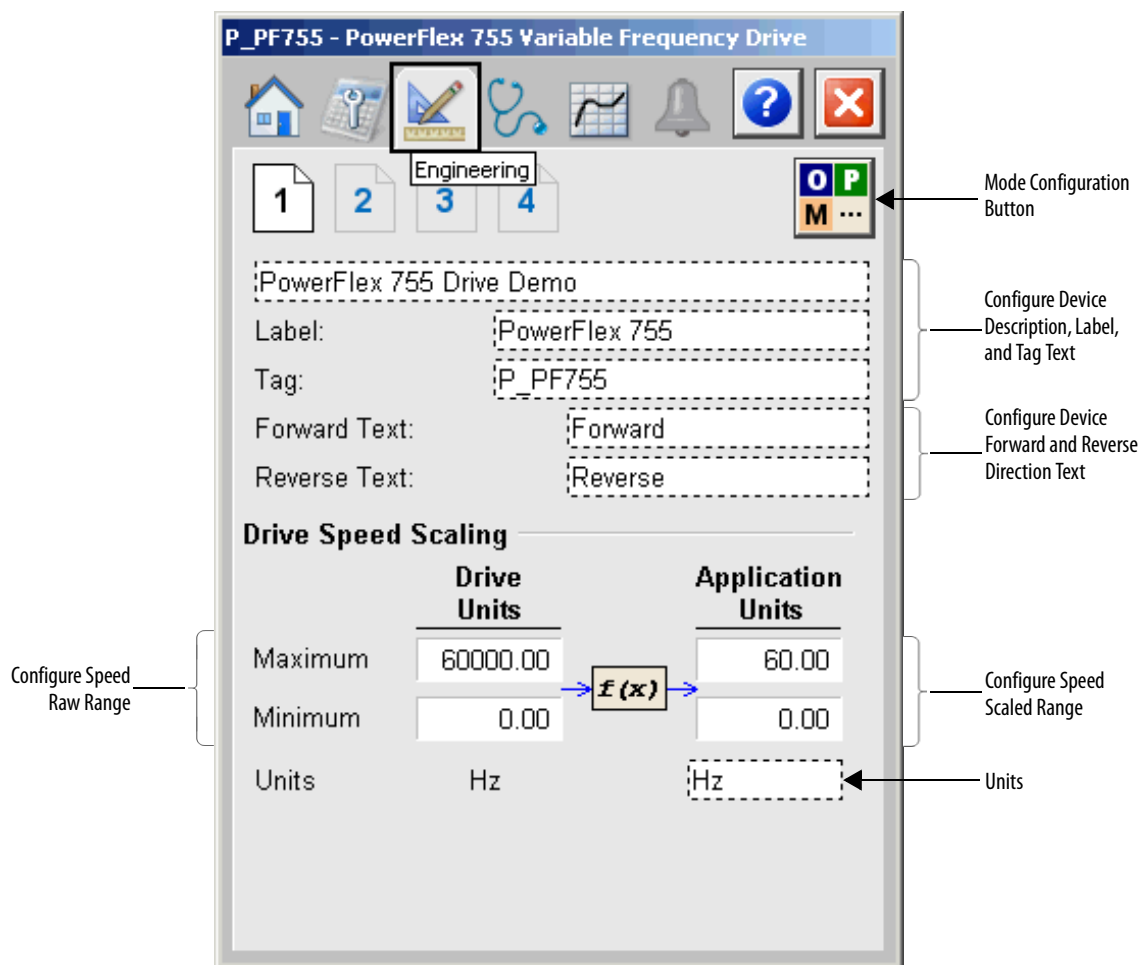 P_PF755 - PowerFlex 755 Variable Frequency Drive
?
Engineering
1 2 3 4
O P
M ...
Mode Configuration
Button
PowerFlex 755 Drive Demo
Label: PowerFlex 755
Tag: P_PF755
Configure Device
Description, Label,
and Tag Text
Forward Text: Forward
Reverse Text: Reverse
Configure Device
Forward and Reverse
Direction Text
Drive Speed Scaling
Drive
Units
Application
Units
Maximum 60000.00 60.00
f(x)
Minimum 0.00 0.00
Configure Speed
Raw Range
Configure Speed
Scaled Range
Units Hz Hz
Units